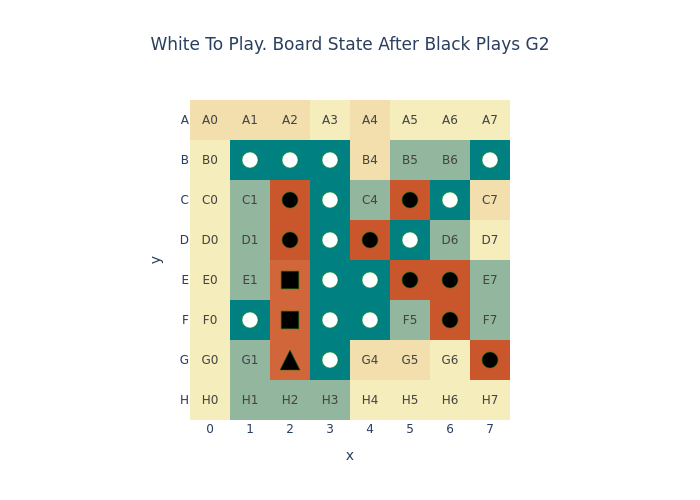 White To Play. Board State After Black Plays G2
A A0 A1 A2 A3 A4 A5 A6 A7
B B0 B4 B5 B6
C C0 C1 C4 C7
D D0 D1 D6 D7
E E0 E1 E7
F F0 F5 F7
G G0 G1 G4 G5 G6
H H0 H1 H2 H3 H4 H5 H6 H7
0 1 2 3 4 5 6 7
x
y